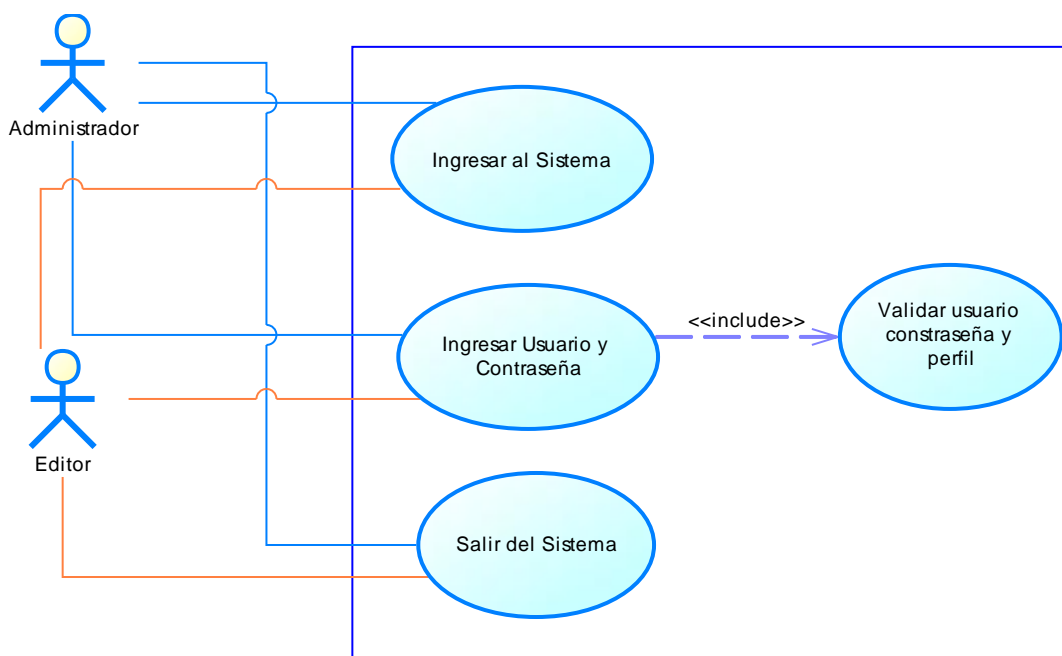 Administrador
Ingresar al Sistema
Ingresar Usuario y
Contraseña
<<include>>
Validar usuario
constraseña y
perfil
Editor
Salir del Sistema